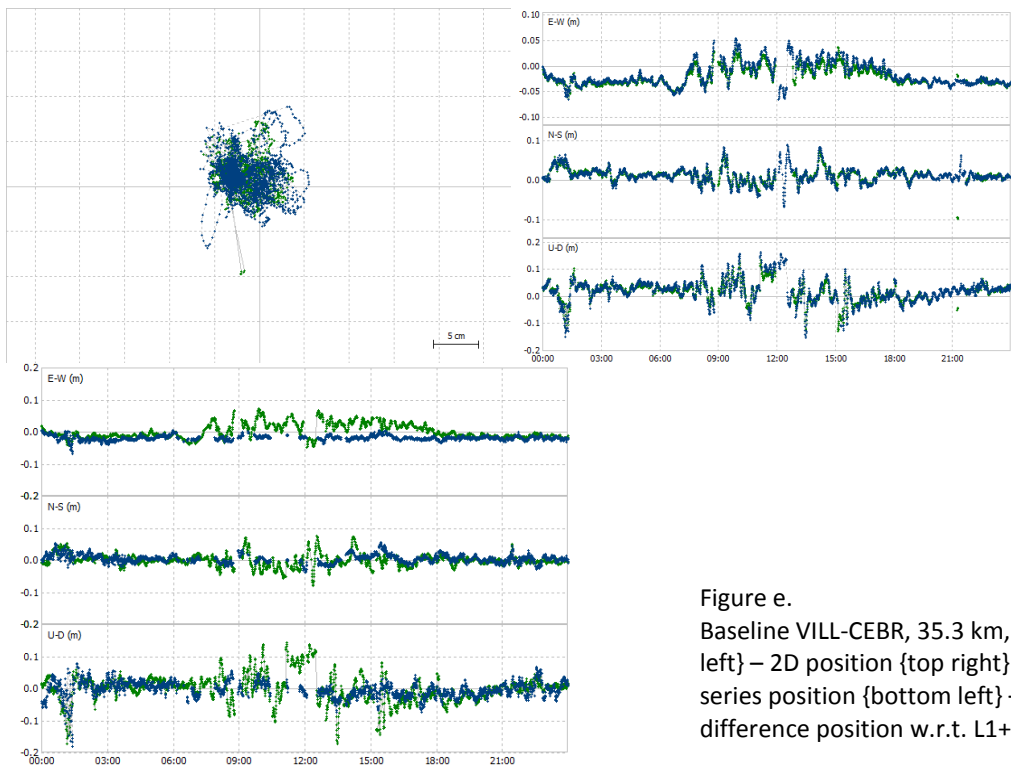 5 cm
E-W (m)
0.10
0.05
0.00
-0.05
-0.10
N-S (m)
0.1
0.0
-0.1
U-D (m)
0.2
0.1
0.0
-0.1
-0.2
00:00 03:00 06:00 09:00 12:00 15:00 18:00 21:00
E-W (m)
0.2
0.1
0.0
-0.1
-0.2
N-S (m)
0.1
0.0
-0.1
-0.2
U-D (m)
0.1
0.0
-0.1
-0.2
00:00 03:00 06:00 09:00 12:00 15:00 18:00 21:00
Figure e.
Baseline VILL-CEBR, 35.3 km,
left} – 2D position {top right}
series position {bottom left} -
difference position w.r.t. L1+